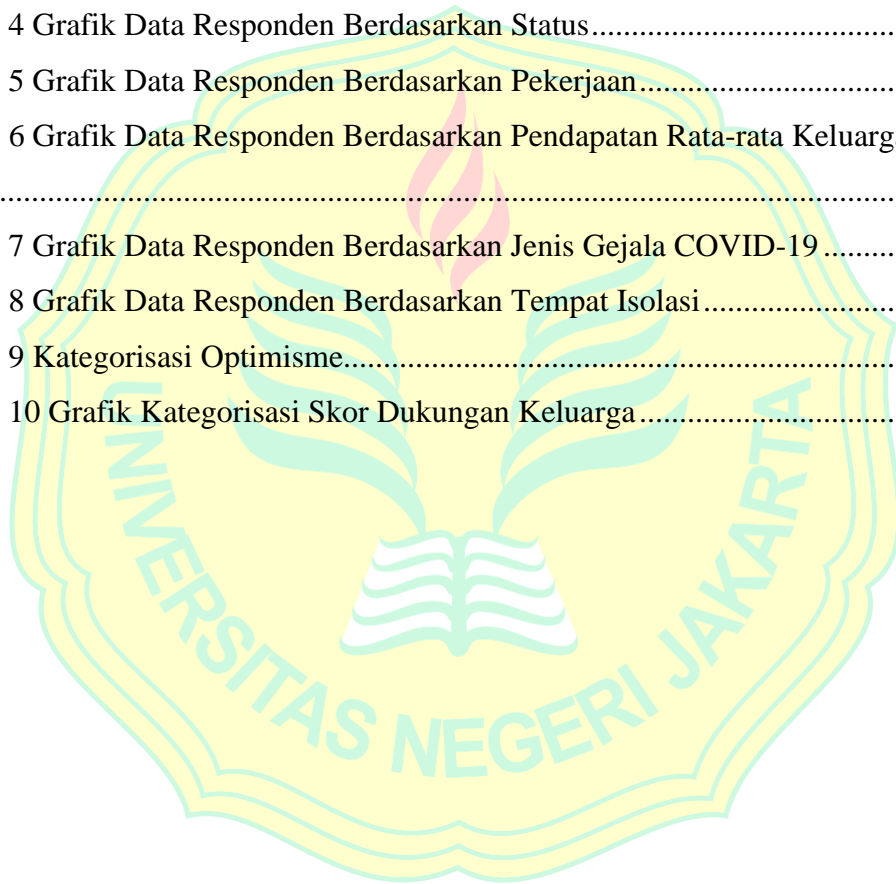 4 Grafik Data Responden Berdasarkan Status....................................
5 Grafik Data Responden Berdasarkan Pekerjaan................................
6 Grafik Data Responden Berdasarkan Pendapatan Rata-rata Keluarg
................................................................................................................
7 Grafik Data Responden Berdasarkan Jenis Gejala COVID-19.........
8 Grafik Data Responden Berdasarkan Tempat Isolasi........................
9 Kategorisasi Optimisme....................................................................
10 Grafik Kategorisasi Skor Dukungan Keluarga................................
UNIVERSITAS NEGERI JAKARTA